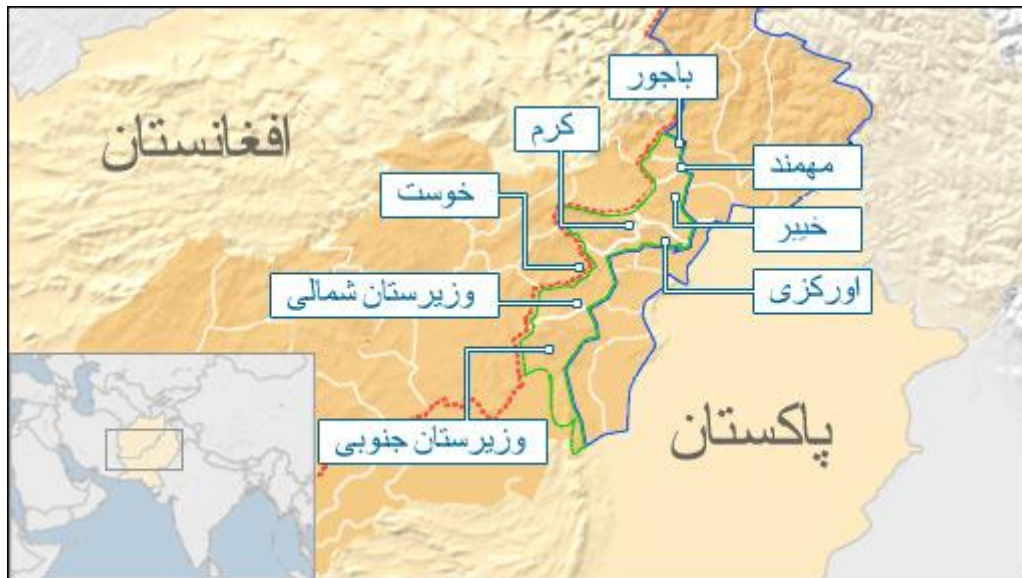 باجور
افغانستان
کرم
مهمند
خوست
خیبر
وزیرستان شمالی
اورکزی
وزیرستان جنوبی
پاکستان